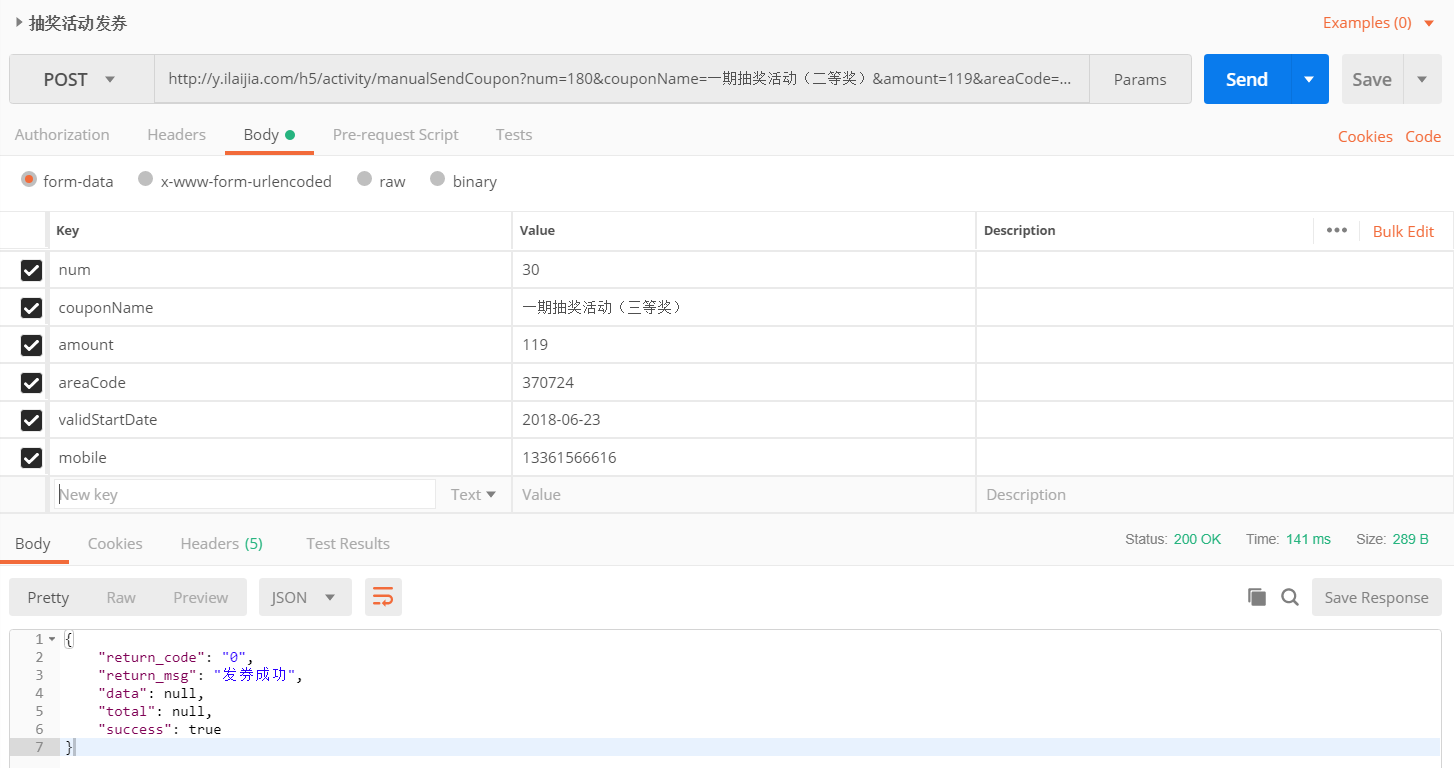 抽奖活动发券
Examples (0)
POST
http://y.ilaijia.com/h5/activity/manualSendCoupon?num=180&couponName=一期抽奖活动（二等奖）&amount=119&areaCode=...
Params
Send
Save
Authorization Headers Body Pre-request Script Tests
Cookies Code
form-data x-www-form-urlencoded raw binary
Key Value Description ••• Bulk Edit
num 30
couponName 一期抽奖活动（三等奖）
amount 119
areaCode 370724
validStartDate 2018-06-23
mobile 13361566616
New key Text Value Description
Body Cookies Headers (5) Test Results
Status: 200 OK Time: 141 ms Size: 289 B
Pretty Raw Preview JSON Save Response
1 {
2 "return_code": "0",
3 "return_msg": "发券成功",
4 "data": null,
5 "total": null,
6 "success": true
7 }